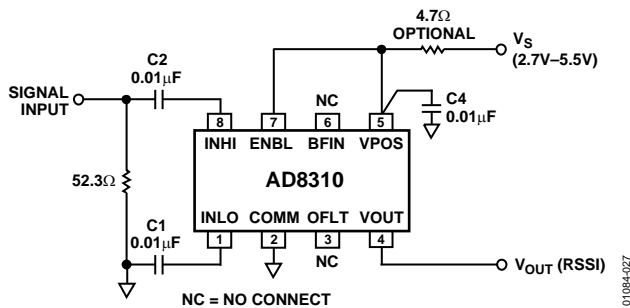 4.7Ω
OPTIONAL
V_S
(2.7V–5.5V)
C2
0.01μF
SIGNAL
INPUT
NC
C4
0.01μF
8
7
6
5
INHI
ENBL
BFIN
VPOS
52.3Ω
AD8310
C1
0.01μF
INLO
COMM
OFLT
VOUT
1
2
3
4
NC
V_OUT (RSSI)
NC = NO CONNECT
01084-027